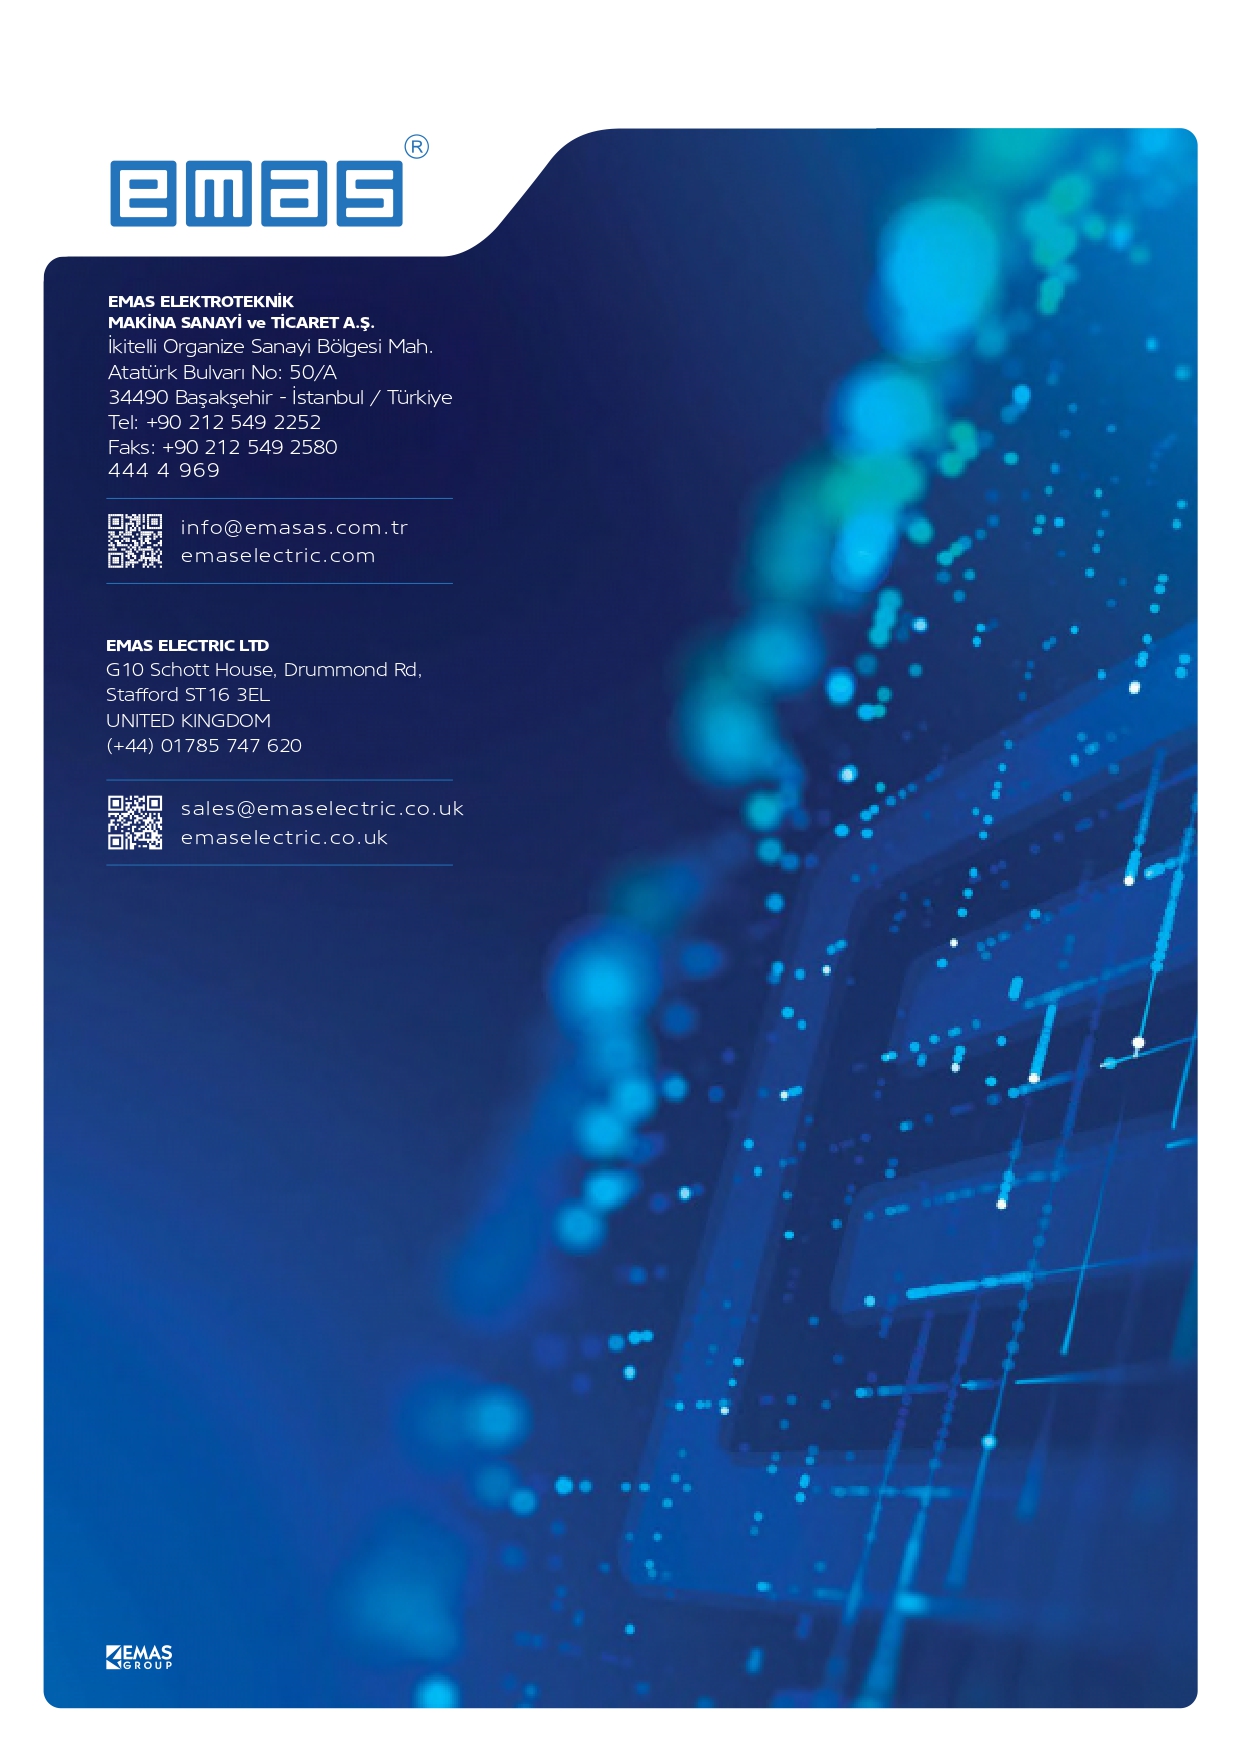 emas®
EMAS ELEKTROTEKNİK
MAKİNA SANAYİ ve TİCARET A.Ş.
İkitelli Organize Sanayi Bölgesi Mah.
Atatürk Bulvarı No: 50/A
34490 Başakşehir - İstanbul / Türkiye
Tel: +90 212 549 2252
Faks: +90 212 549 2580
444 4 969
info@emasas.com.tr
emaselectric.com
EMAS ELECTRIC LTD
G10 Schott House, Drummond Rd,
Stafford ST16 3EL
UNITED KINGDOM
(+44) 01785 747 620
sales@emaselectric.co.uk
emaselectric.co.uk
EMAS
GROUP